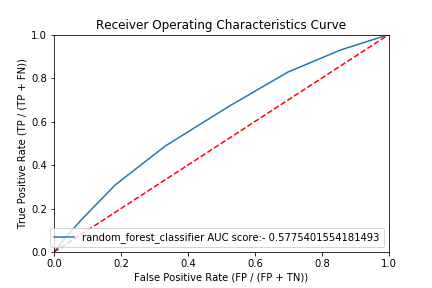 Receiver Operating Characteristics Curve
True Positive Rate (TP / (TP + FN))
1.0
0.8
0.6
0.4
0.2
0.0
random_forest_classifier AUC score:- 0.5775401554181493
0.0 0.2 0.4 0.6 0.8 1.0
False Positive Rate (FP / (FP + TN))